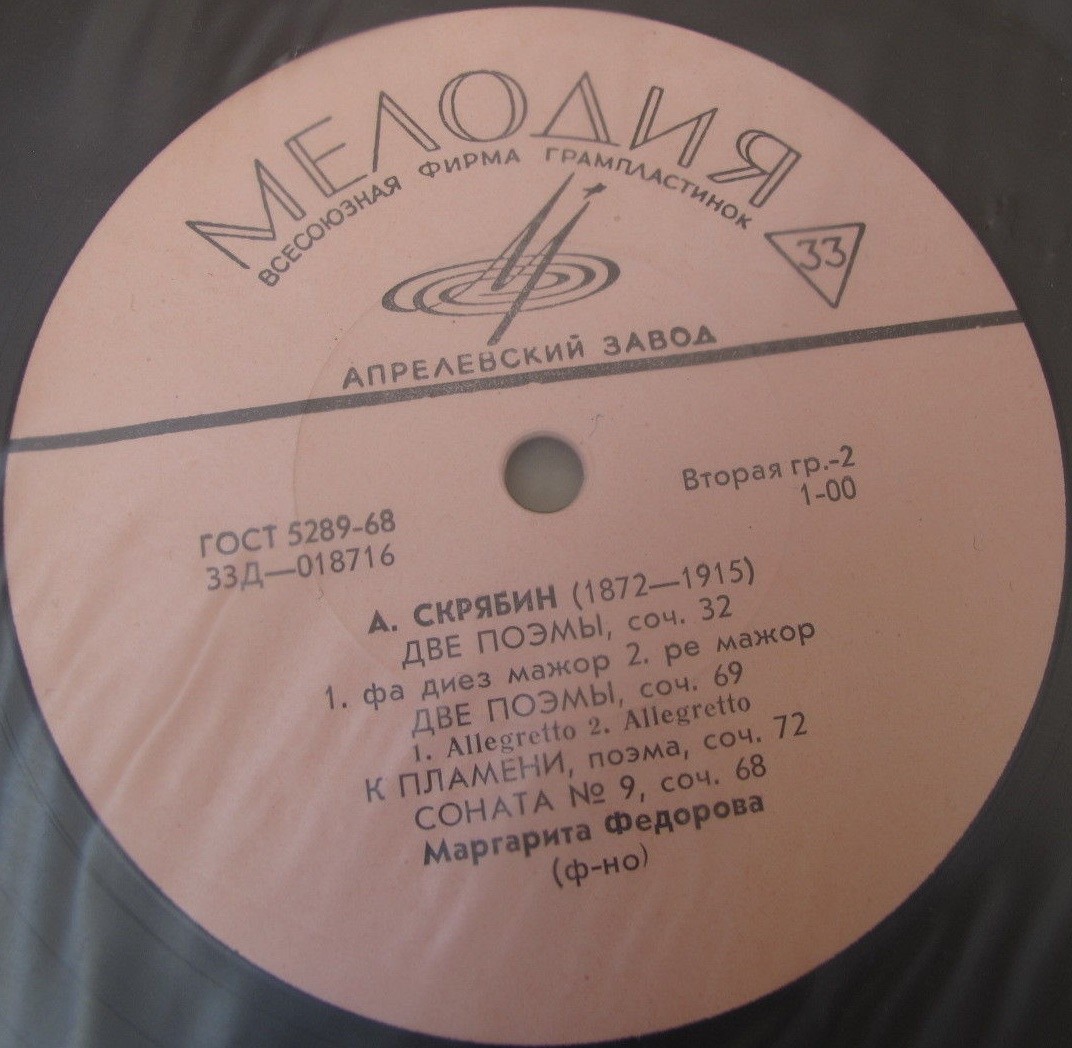 МЕЛОДИЯ
ВСЕСОЮЗНАЯ ФИРМА ГРАМПЛАСТИНОК
33
АПРЕЛЕВСКИЙ ЗАВОД
Вторая гр.-2
1-00
ГОСТ 5289-68
33Д—018716
А. СКРЯБИН (1872—1915)
ДВЕ ПОЭМЫ, соч. 32
1. фа диез мажор 2. ре мажор
ДВЕ ПОЭМЫ, соч. 69
1. Allegretto 2. Allegretto
К ПЛАМЕНИ, поэма, соч. 72
СОНАТА № 9, соч. 68
Маргарита Федорова
(ф-но)